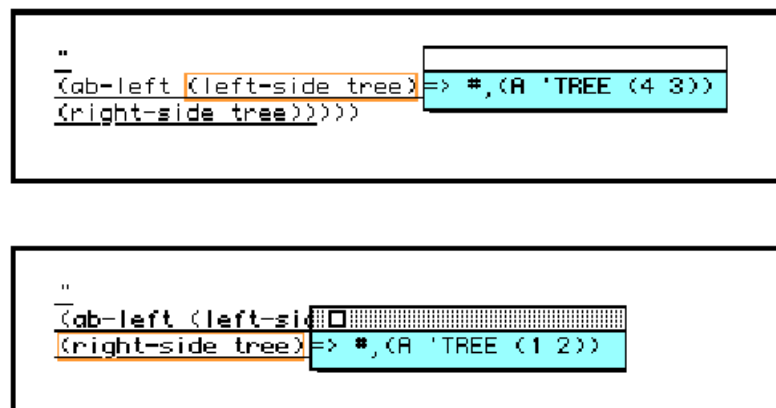 "
(ab-left (left-side tree) => #,(A 'TREE (4 3))
(right-side tree)))))
"
(ab-left (left-sid
(right-side tree) => #,(A 'TREE (1 2))